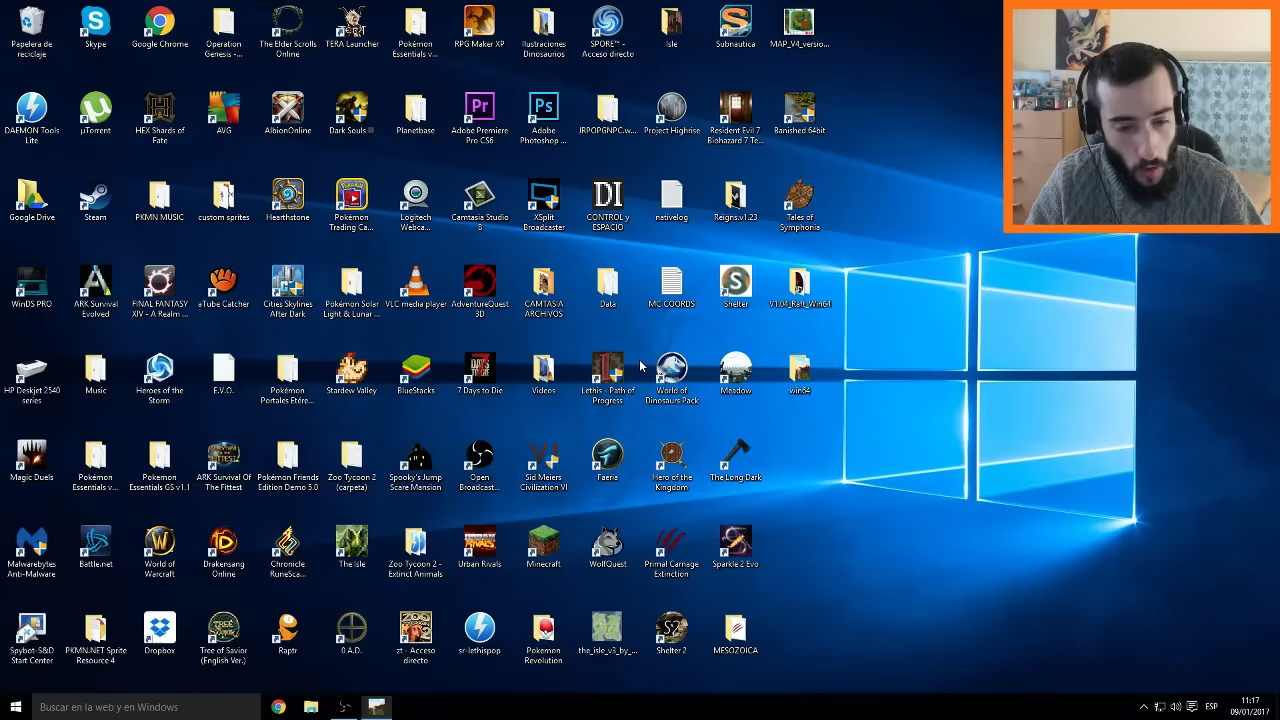 Papelera de
reciclaje
Skype
Google Chrome
Operation
Genesis -...
The Elder Scrolls
Online
TERA Launcher
Pokémon
Essentials v...
RPG Maker XP
Ilustraciones
Dinosaurios
SPORE™ -
Acceso directo
Isle
Subnautica
MAP_V4_versio...
DAEMON Tools
Lite
µTorrent
HEX Shards of
Fate
AVG
AlbionOnline
Dark Souls III
Planetbase
Adobe Premiere
Pro CS6
Adobe
Photoshop ...
JRPOPGNPC.w...
Project Highrise
Resident Evil 7
Biohazard 7 Te...
Banished 64bit
Google Drive
Steam
PKMN MUSIC
custom sprites
Hearthstone
Pokémon
Trading Ca...
Logitech
Webca...
Camtasia Studio
8
XSplit
Broadcaster
CONTROL y
ESPACIO
nativelog
Reigns.v1.23
Tales of
Symphonia
WinDS PRO
ARK Survival
Evolved
FINAL FANTASY
XIV - A Realm ...
aTube Catcher
Cities Skylines
After Dark
Pokémon Solar
Light & Lunar ...
VLC media player
AdventureQuest
3D
CAMTASIA
ARCHIVOS
Data
MC COORDS
Shelter
V1.04_Raft_Win64
HP Deskjet 2540
series
Music
Heroes of the
Storm
E.V.O.
Pokémon
Portales Etére...
Stardew Valley
BlueStacks
7 Days to Die
Vídeos
Lethis - Path of
Progress
World of
Dinosaurs Pack
Meadow
win64
Magic Duels
Pokémon
Essentials v...
Pokemon
Essentials GS v1.1
ARK Survival Of
The Fittest
Pokémon Friends
Edition Demo 3.0
Zoo Tycoon 2
(carpeta)
Spooky's Jump
Scare Mansion
Open
Broadcast...
Sid Meiers
Civilization VI
Faeria
Hero of the
Kingdom
The Long Dark
Malwarebytes
Anti-Malware
Battle.net
World of
Warcraft
Drakensang
Online
Chronicle
RuneSca...
The Isle
Zoo Tycoon 2 -
Extinct Animals
Urban Rivals
Minecraft
WolfQuest
Primal Carnage
Extinction
Sparkle 2 Evo
Spybot-S&D
Start Center
PKMN.NET Sprite
Resource 4
Dropbox
Tree of Savior
(English Ver.)
Raptr
0 A.D.
zt - Acceso
directo
sr-lethispop
Pokemon
Revolution
the_isle_v3_by_...
Shelter 2
MESOZOICA
Buscar en la web y en Windows
ESP
11:17
09/01/2017